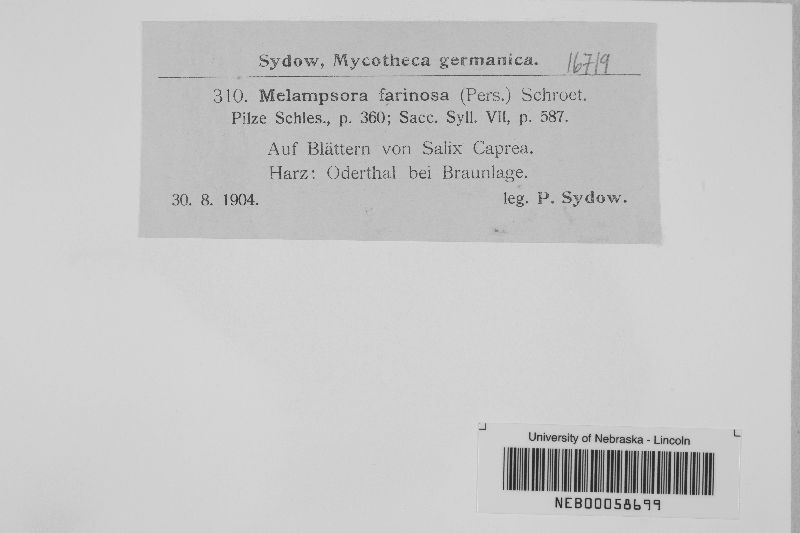 Sydow, Mycotheca germanica. 16719
310. Melampsora farinosa (Pers.) Schroet.
Pilze Schles., p. 360; Sacc. Syll. VII, p. 587.
Auf Blättern von Salix Caprea.
Harz: Oderthal bei Braunlage.
30. 8. 1904. leg. P. Sydow.
University of Nebraska - Lincoln
NEB00058699